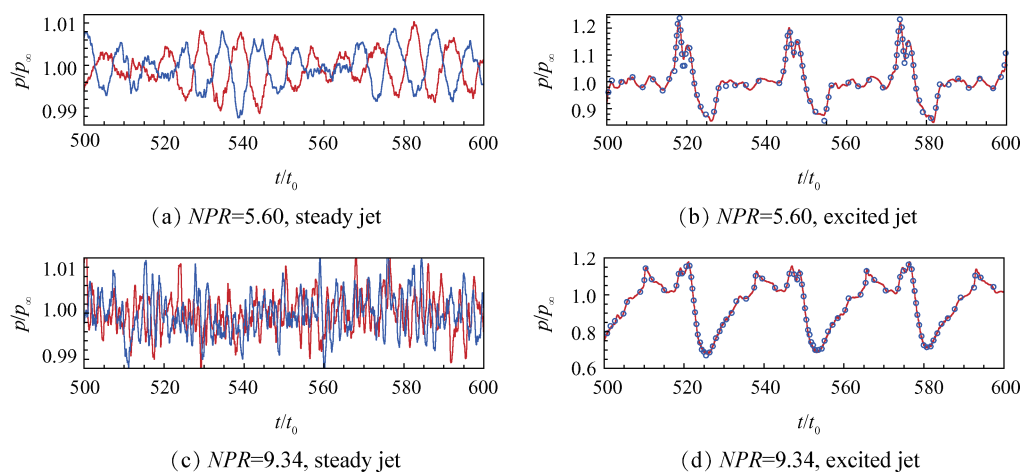 p/p∞
1.01
1.00
0.99
500 520 540 560 580 600
t/t0
(a) NPR=5.60, steady jet
p/p∞
1.2
1.1
1.0
0.9
500 520 540 560 580 600
t/t0
(b) NPR=5.60, excited jet
p/p∞
1.01
1.00
0.99
500 520 540 560 580 600
t/t0
(c) NPR=9.34, steady jet
p/p∞
1.2
1.0
0.8
0.6
500 520 540 560 580 600
t/t0
(d) NPR=9.34, excited jet